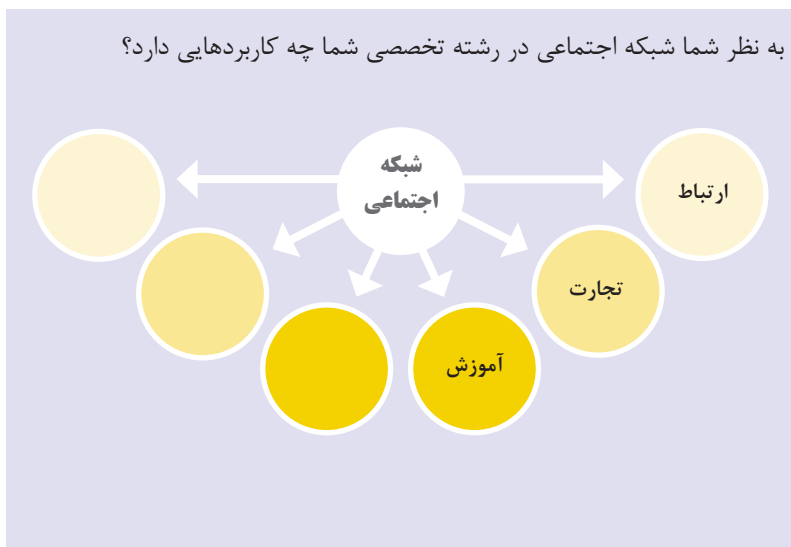 به نظر شما شبکه اجتماعی در رشته تخصصی شما چه کاربردهایی دارد؟
شبکه
اجتماعی
ارتباط
تجارت
آموزش